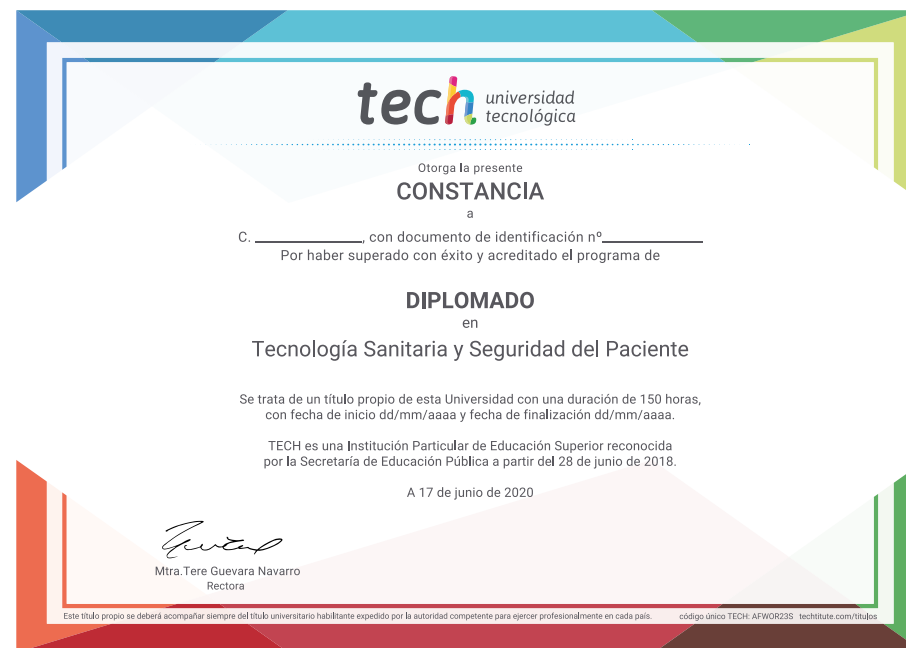 tech universidad
tecnológica
Otorga la presente
CONSTANCIA
a
C. ____________, con documento de identificación nº____________
Por haber superado con éxito y acreditado el programa de
DIPLOMADO
en
Tecnología Sanitaria y Seguridad del Paciente
Se trata de un título propio de esta Universidad con una duración de 150 horas,
con fecha de inicio dd/mm/aaaa y fecha de finalización dd/mm/aaaa.
TECH es una Institución Particular de Educación Superior reconocida
por la Secretaría de Educación Pública a partir del 28 de junio de 2018.
A 17 de junio de 2020
Mtra.Tere Guevara Navarro
Rectora
Este título propio se deberá acompañar siempre del título universitario habilitante expedido por la autoridad competente para ejercer profesionalmente en cada país. código único TECH: AFWOR23S techtitute.com/titulos